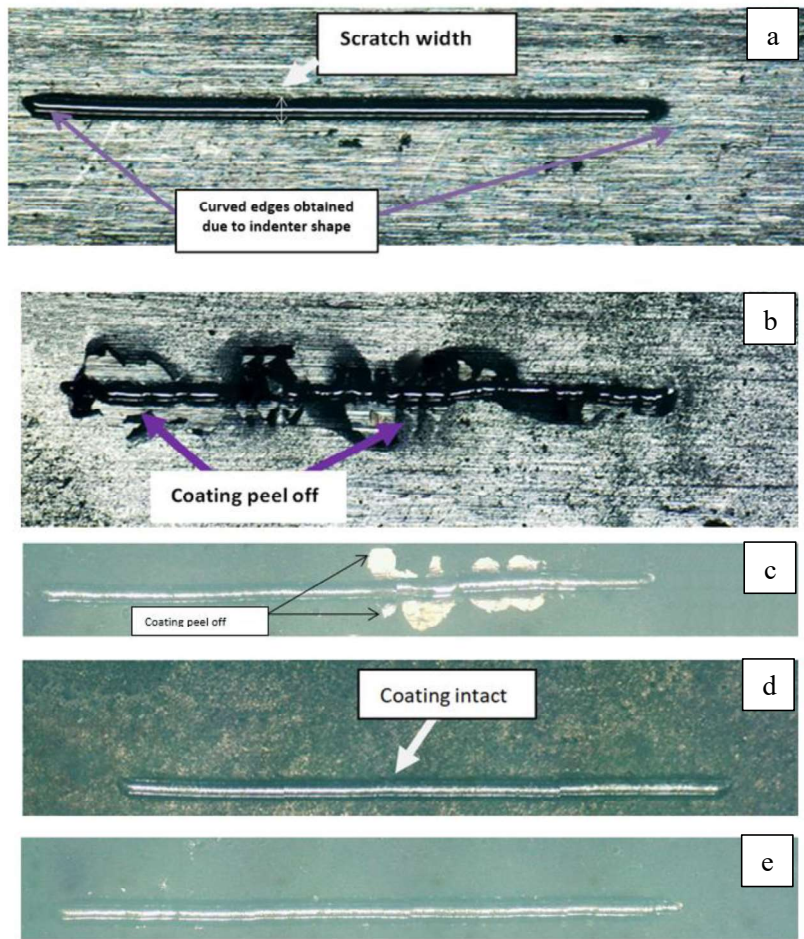 Scratch width
a
Curved edges obtained
due to indenter shape
b
Coating peel off
c
Coating peel off
d
Coating intact
e